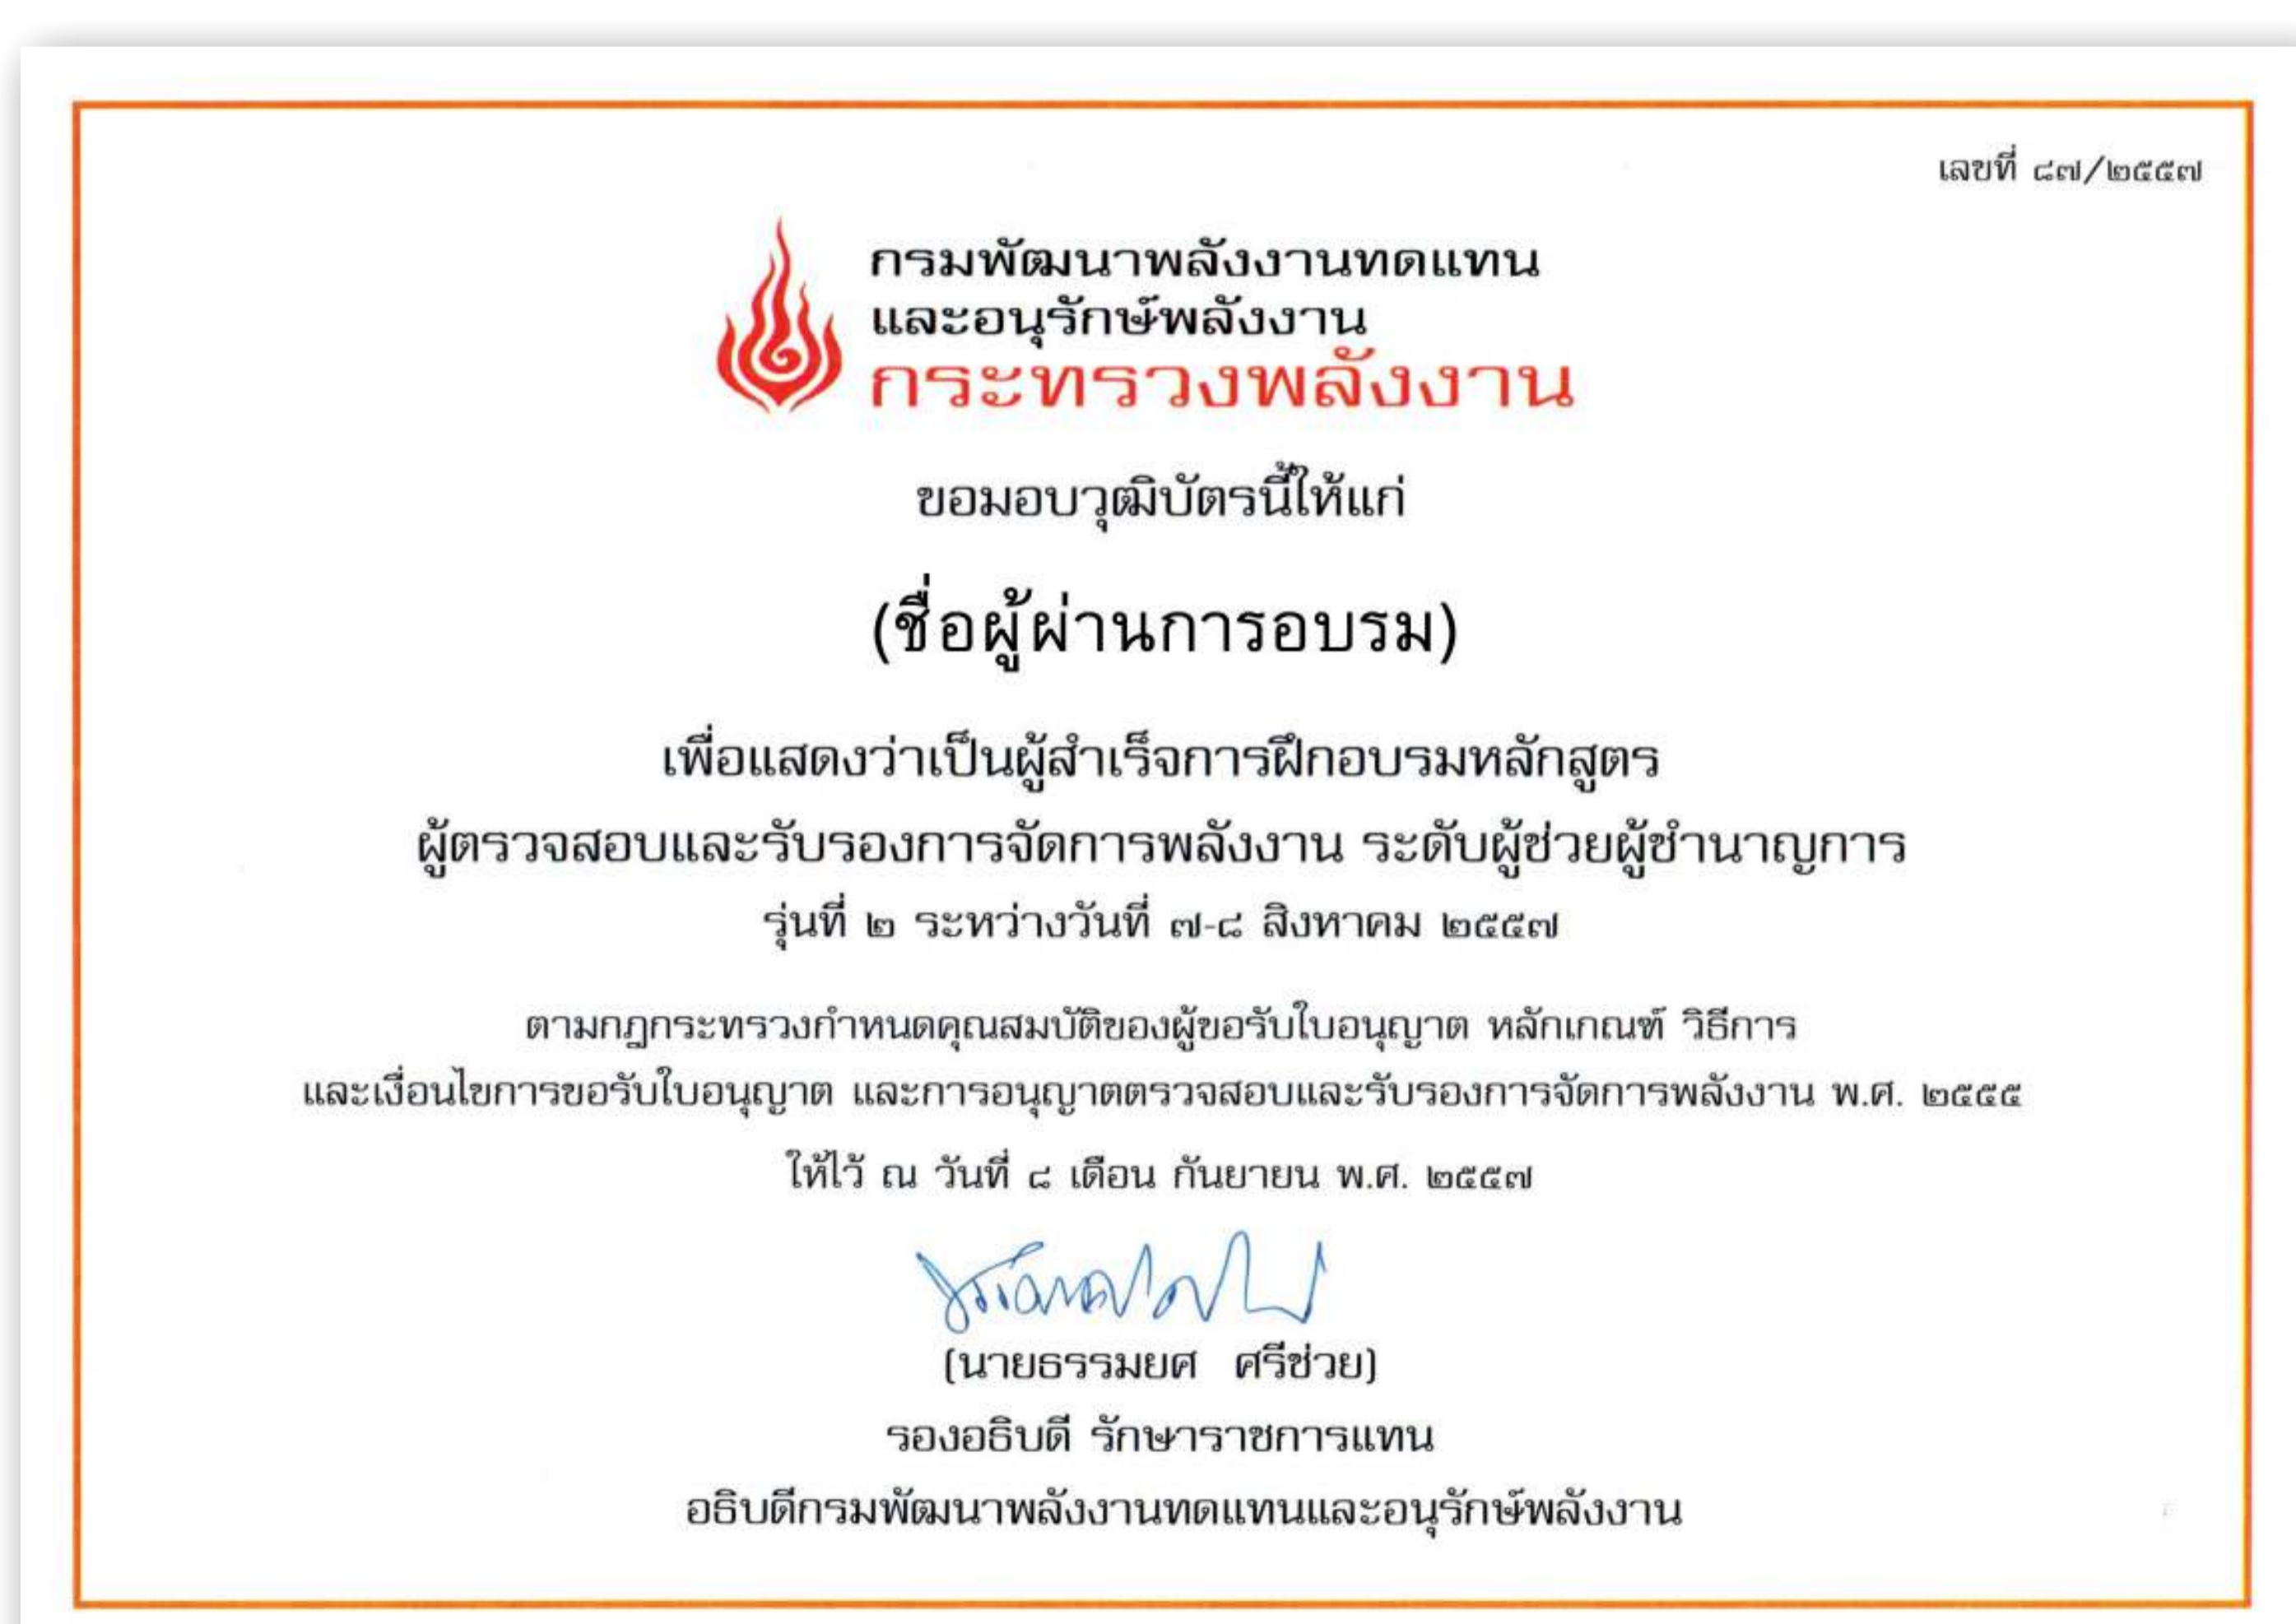 เลขที่ ๘๗/๒๕๕๗
กรมพัฒนาพลังงานทดแทน
และอนุรักษ์พลังงาน
กระทรวงพลังงาน
ขอมอบวุฒิบัตรนี้ให้แก่
(ชื่อผู้ผ่านการอบรม)
เพื่อแสดงว่าเป็นผู้สำเร็จการฝึกอบรมหลักสูตร
ผู้ตรวจสอบและรับรองการจัดการพลังงาน ระดับผู้ช่วยผู้ชำนาญการ
รุ่นที่ ๒ ระหว่างวันที่ ๗-๘ สิงหาคม ๒๕๕๗
ตามกฎกระทรวงกำหนดคุณสมบัติของผู้ขอรับใบอนุญาต หลักเกณฑ์ วิธีการ
และเงื่อนไขการขอรับใบอนุญาต และการอนุญาตตรวจสอบและรับรองการจัดการพลังงาน พ.ศ. ๒๕๕๕
ให้ไว้ ณ วันที่ ๘ เดือน กันยายน พ.ศ. ๒๕๕๗
(นายธรรมยศ ศรีช่วย)
รองอธิบดี รักษาราชการแทน
อธิบดีกรมพัฒนาพลังงานทดแทนและอนุรักษ์พลังงาน